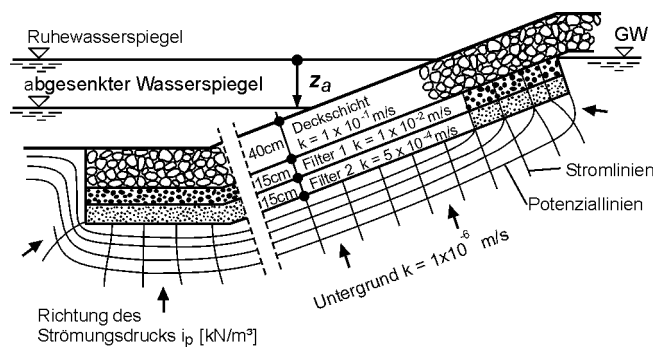 Ruhewasserspiegel
GW
abgesenkter Wasserspiegel
z_a
40cm
Deckschicht
k = 1 x 10⁻¹ m/s
15cm
Filter 1 k = 1 x 10⁻² m/s
15cm
Filter 2 k = 5 x 10⁻⁴ m/s
Stromlinien
Potenziallinien
Untergrund k = 1x10⁻⁶ m/s
Richtung des
Strömungsdrucks iₚ [kN/m³]